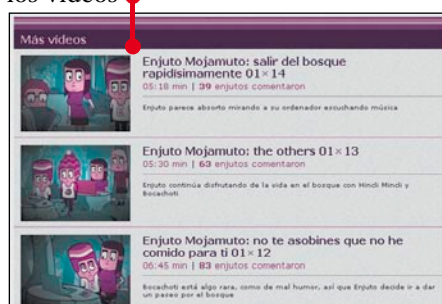 los vídeos
Más vídeos
Enjuto Mojamuto: salir del bosque
rapidísimamente 01×14
05:18 min | 39 enjutos comentaron
Enjuto parece absorto mirando a su ordenador escuchando música
Enjuto Mojamuto: the others 01×13
05:30 min | 63 enjutos comentaron
Enjuto continúa disfrutando de la vida en el bosque con Hincli Mincli y
Bocachoti
Enjuto Mojamuto: no te asobines que no he
comido para ti 01×12
06:45 min | 83 enjutos comentaron
Bocachoti está algo rara, como de mal humor, así que Enjuto decide ir a dar
un paseo por el bosque